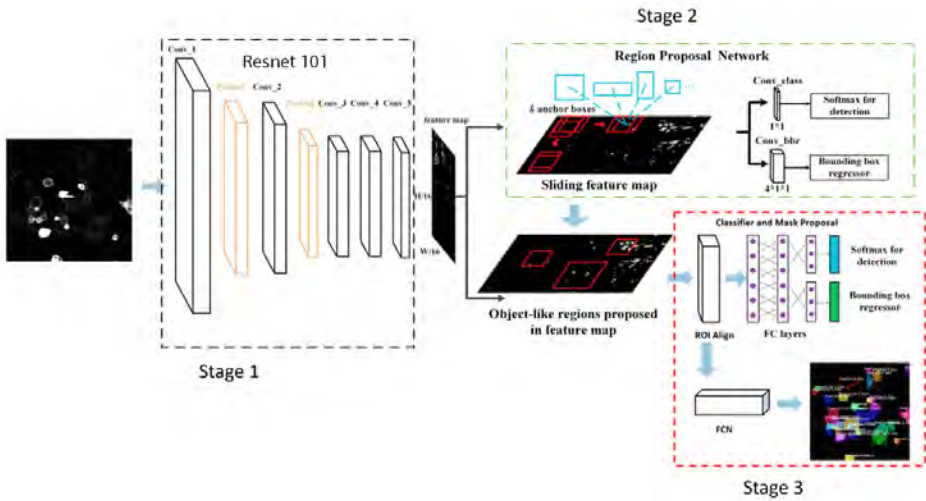 Stage 2
Conv_1
Resnet 101
Pooling
Conv_2
Pooling
Conv_3
Conv_4
Conv_5
feature map
H/16
W/16
Stage 1
Region Proposal Network
k anchor boxes
...
Sliding feature map
Conv_class
1*1
Softmax for
detection
Conv_bbr
4*1*1
Bounding box
regressor
Object-like regions proposed
in feature map
Classifier and Mask Proposal
ROI Align
FC layers
Softmax for
detection
Bounding box
regressor
FCN
Stage 3